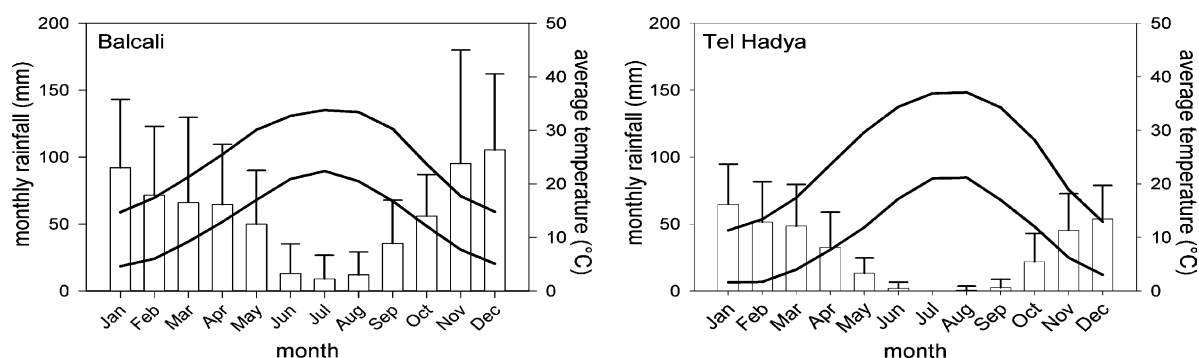 Balcali
monthly rainfall (mm)
200
150
100
50
0
50
40
30
20
10
0
average temperature (°C)
Jan Feb Mar Apr May Jun Jul Aug Sep Oct Nov Dec
month
Tel Hadya
monthly rainfall (mm)
200
150
100
50
0
50
40
30
20
10
0
average temperature (°C)
Jan Feb Mar Apr May Jun Jul Aug Sep Oct Nov Dec
month